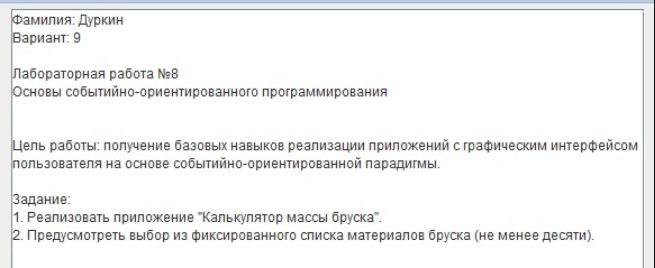 Фамилия: Дуркин
Вариант: 9
Лабораторная работа №8
Основы событийно-ориентированного программирования
Цель работы: получение базовых навыков реализации приложений с графическим интерфейсом
пользователя на основе событийно-ориентированной парадигмы.
Задание:
1. Реализовать приложение "Калькулятор массы бруска".
2. Предусмотреть выбор из фиксированного списка материалов бруска (не менее десяти).